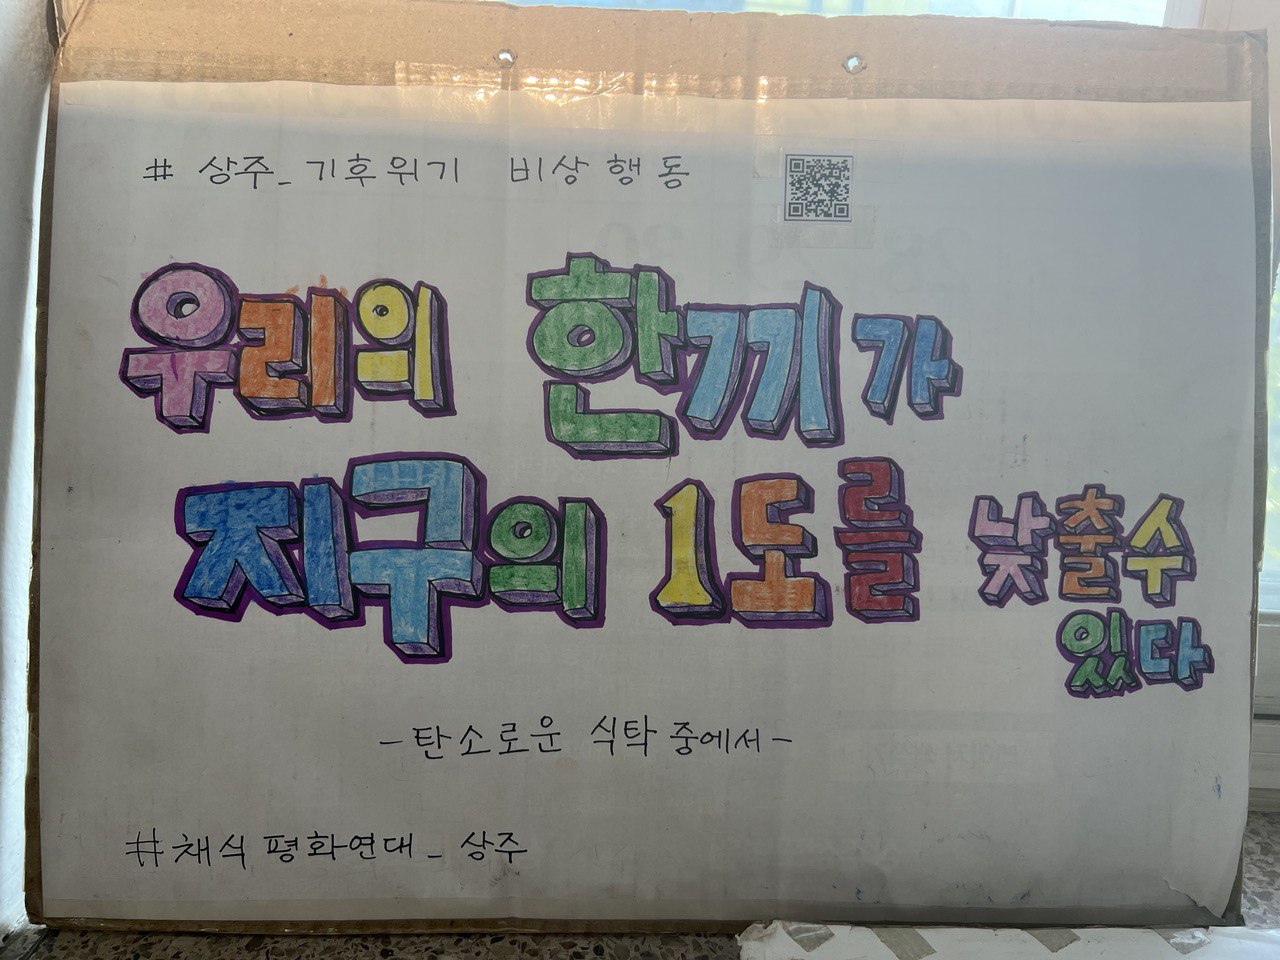 # 상주_기후위기 비상행동
우리의 한끼가
지구의 1도를 낮출수
있다
-탄소로운 식탁 중에서-
#채식평화연대_상주